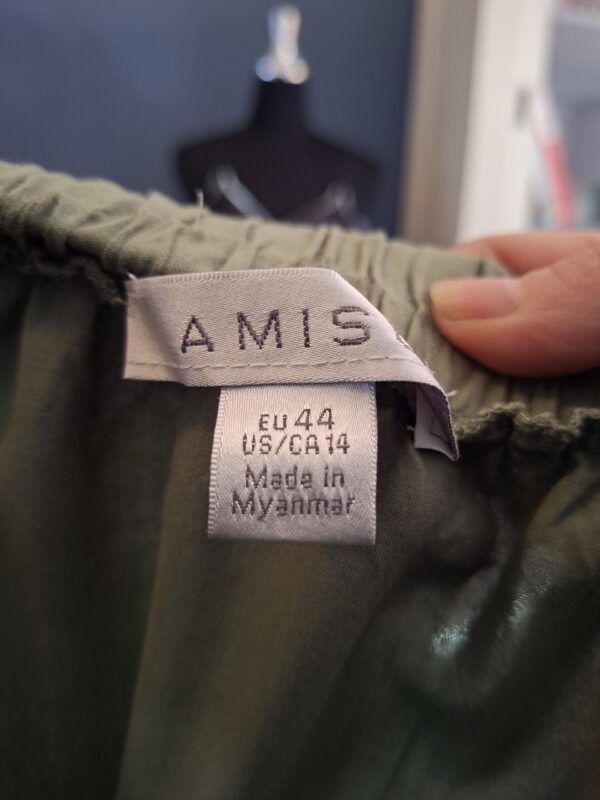 AMIS
EU 44
US/CA 14
Made in
Myanmar